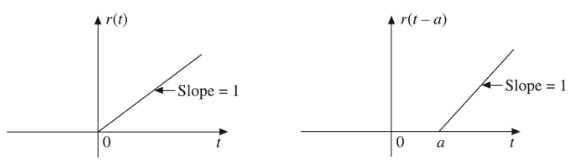 r(t)
Slope = 1
0
t
r(t – a)
Slope = 1
0
a
t